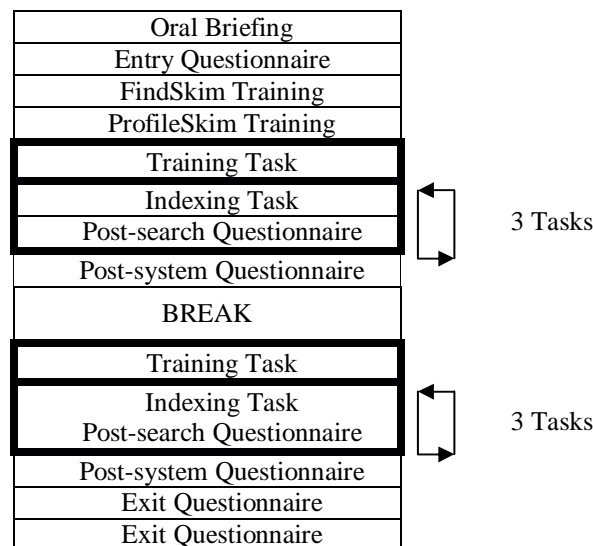 Oral Briefing
Entry Questionnaire
FindSkim Training
ProfileSkim Training
Training Task
Indexing Task
Post-search Questionnaire
3 Tasks
Post-system Questionnaire
BREAK
Training Task
Indexing Task
Post-search Questionnaire
3 Tasks
Post-system Questionnaire
Exit Questionnaire
Exit Questionnaire